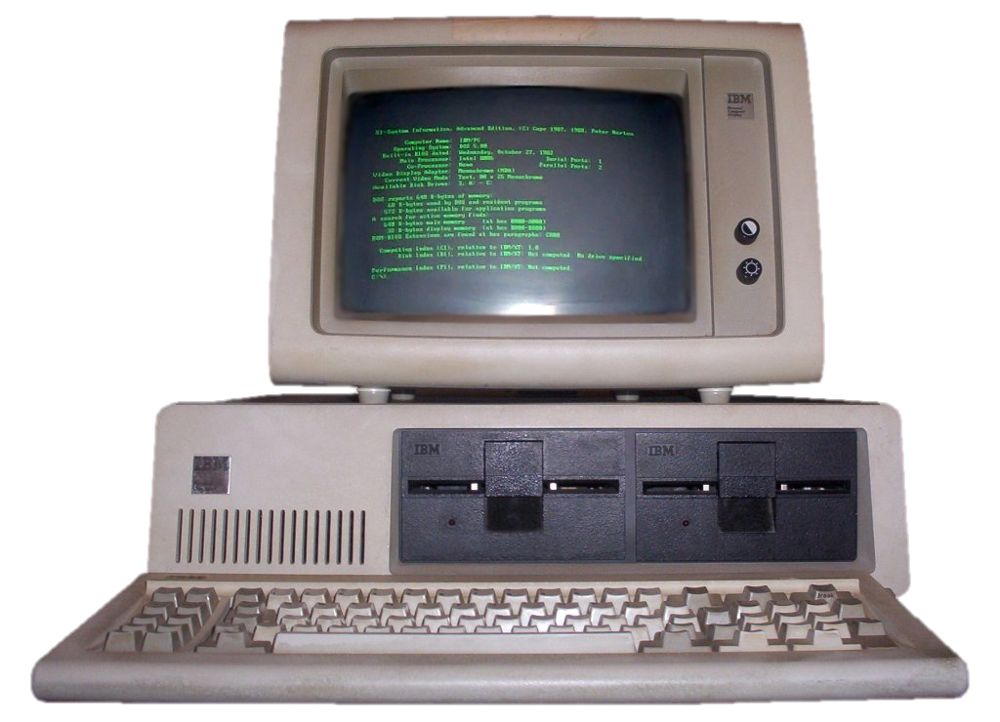 SI-System Information, Advanced Edition, (C) Copr 1987, 1988, Peter Norton
Computer Name: IBM/PC
Operating System: DOS 5.00
Built-in BIOS dated: Wednesday, October 27, 1982
Main Processor: Intel 8088 Serial Ports: 1
Co-Processor: None Parallel Ports: 2
Video Display Adapter: Monochrome (MDA)
Current Video Mode: Text, 80 x 25 Monochrome
Available Disk Drives: 3, A: - C:
DOS reports 640 K-bytes of memory:
68 K-bytes used by DOS and resident programs
572 K-bytes available for application programs
A search for active memory finds:
640 K-bytes main memory (at hex 0000-A000)
32 K-bytes display memory (at hex B000-B800)
ROM-BIOS Extensions are found at hex paragraphs: C800
Computing Index (CI), relative to IBM/XT: 1.0
Disk Index (DI), relative to IBM/XT: Not computed. No drive specified.
Performance Index (PI), relative to IBM/XT: Not computed.
C:\>
IBM
Personal
Computer
Display
IBM
IBM
IBM
Break